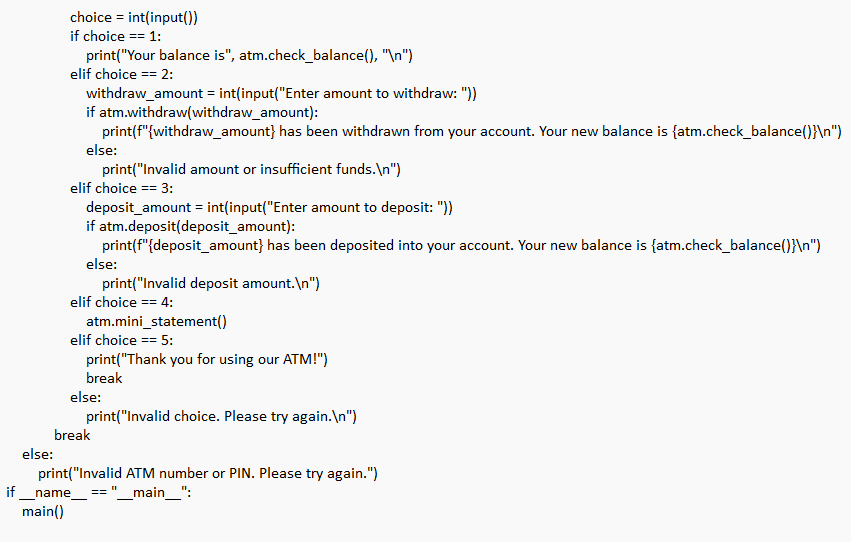 choice = int(input())
if choice == 1:
print("Your balance is", atm.check_balance(), "\n")
elif choice == 2:
withdraw_amount = int(input("Enter amount to withdraw: "))
if atm.withdraw(withdraw_amount):
print(f"{withdraw_amount} has been withdrawn from your account. Your new balance is {atm.check_balance()}\n")
else:
print("Invalid amount or insufficient funds.\n")
elif choice == 3:
deposit_amount = int(input("Enter amount to deposit: "))
if atm.deposit(deposit_amount):
print(f"{deposit_amount} has been deposited into your account. Your new balance is {atm.check_balance()}\n")
else:
print("Invalid deposit amount.\n")
elif choice == 4:
atm.mini_statement()
elif choice == 5:
print("Thank you for using our ATM!")
break
else:
print("Invalid choice. Please try again.\n")
break
else:
print("Invalid ATM number or PIN. Please try again.")
if __name__ == "__main__":
main()